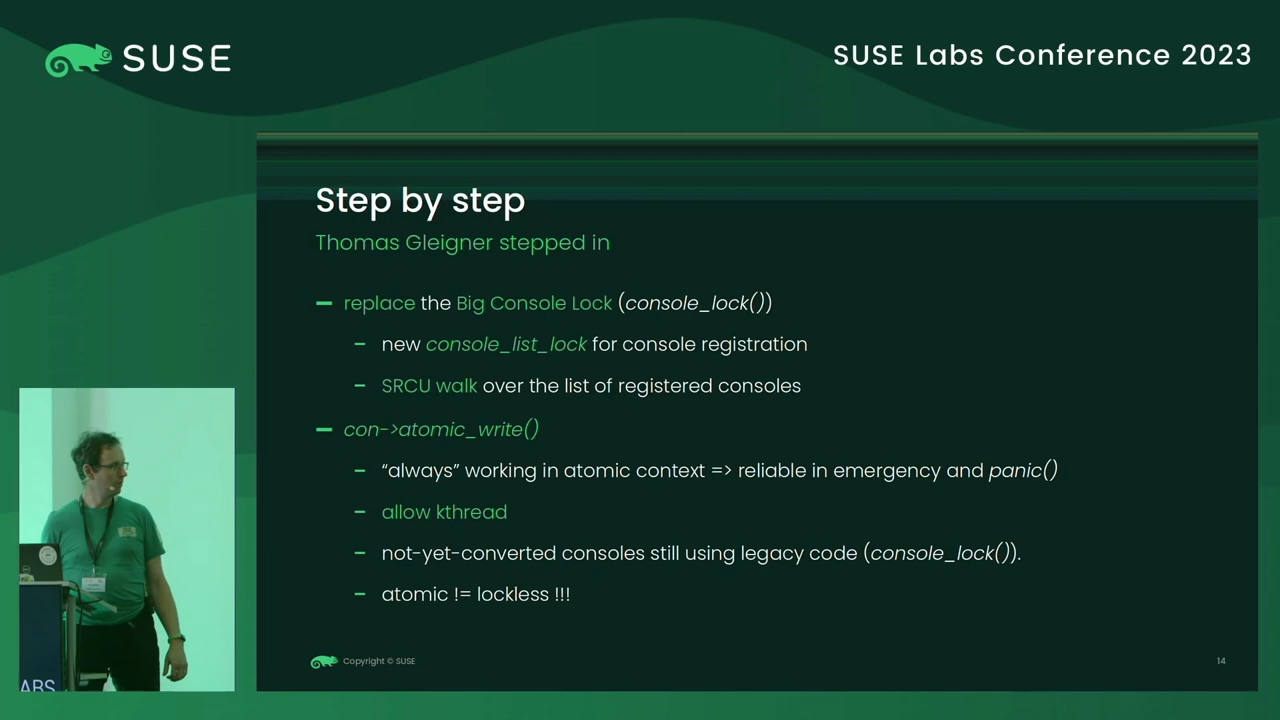 SUSE
SUSE Labs Conference 2023
Step by step
Thomas Gleigner stepped in
– replace the Big Console Lock (console_lock())
– new console_list_lock for console registration
– SRCU walk over the list of registered consoles
– con->atomic_write()
– “always” working in atomic context => reliable in emergency and panic()
– allow kthread
– not-yet-converted consoles still using legacy code (console_lock()).
– atomic != lockless !!!
ABS
Copyright © SUSE
14